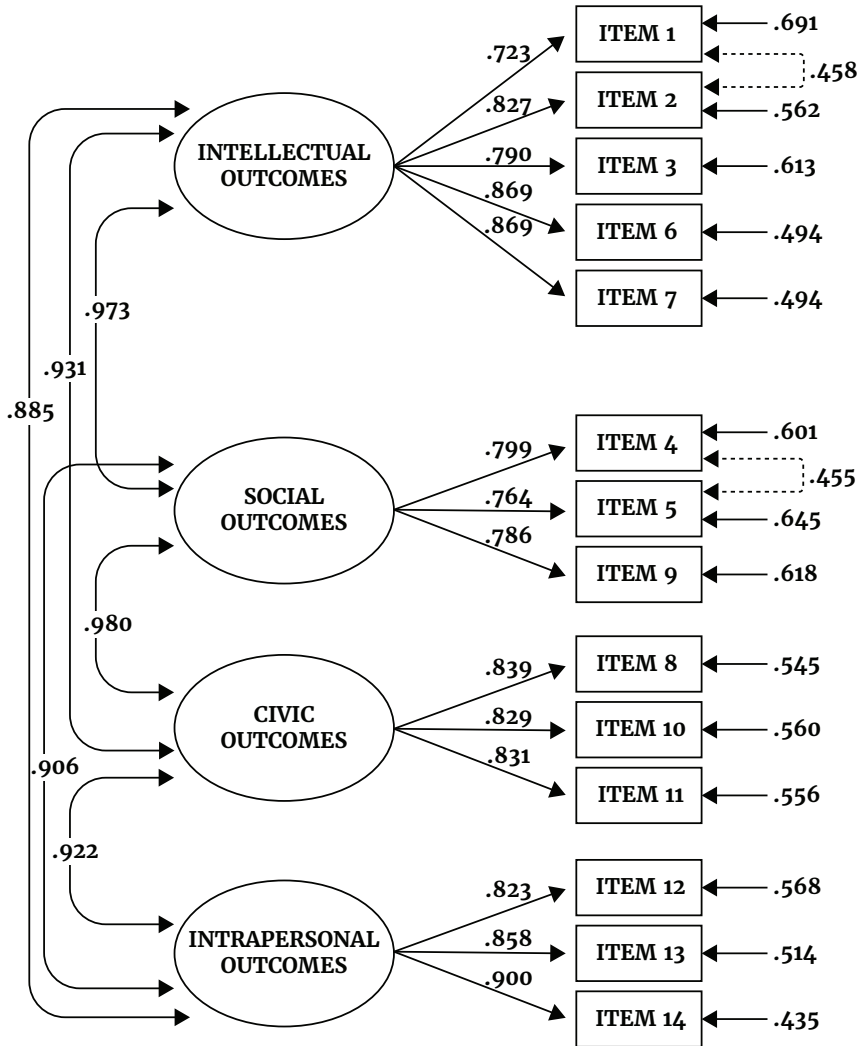 ITEM 1
.691
.723
.458
ITEM 2
.827
.562
INTELLECTUAL
OUTCOMES
.790
ITEM 3
.613
.869
ITEM 6
.494
.869
ITEM 7
.494
.973
.931
.885
.799
ITEM 4
.601
.455
SOCIAL
OUTCOMES
.764
ITEM 5
.645
.786
ITEM 9
.618
.980
.839
ITEM 8
.545
CIVIC
OUTCOMES
.829
ITEM 10
.560
.831
ITEM 11
.556
.906
.922
.823
ITEM 12
.568
INTRAPERSONAL
OUTCOMES
.858
ITEM 13
.514
.900
ITEM 14
.435